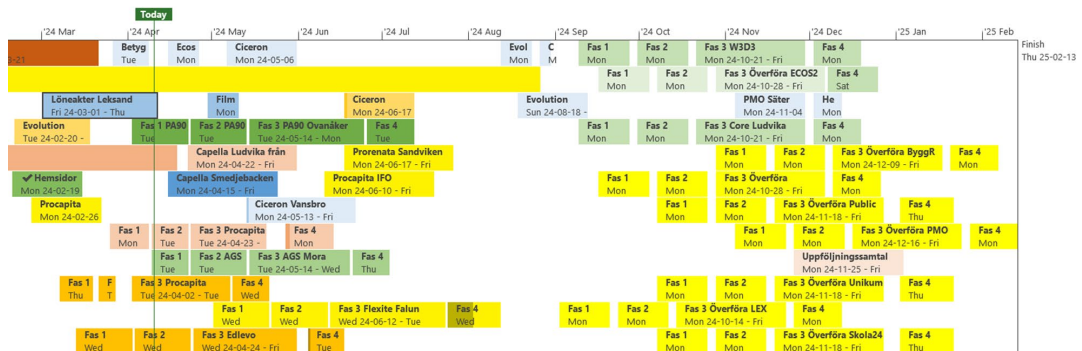 Today
'24 Mar '24 Apr '24 May '24 Jun '24 Jul '24 Aug '24 Sep '24 Oct '24 Nov '24 Dec '25 Jan '25 Feb
Betyg Ecos Ciceron Evol C Fas 1 Fas 2 Fas 3 W3D3 Fas 4 Finish
3-21 Tue Mon Mon 24-05-06 Mon M Mon Mon Mon 24-10-21 - Fri Mon Thu 25-02-13
Fas 1 Fas 2 Fas 3 Överföra ECOS2 Fas 4
Mon Mon Mon 24-10-28 - Fri Sat
Löneakter Leksand Film Ciceron Evolution PMO Säter He
Fri 24-03-01 - Thu Mon Mon 24-06-17 Sun 24-08-18 - Mon 24-11-04 Mon
Evolution Fas 1 PA90 Fas 2 PA90 Fas 3 PA90 Ovanåker Fas 4 Fas 1 Fas 2 Fas 3 Core Ludvika Fas 4
Tue 24-02-20 - Tue Tue Tue 24-05-14 - Mon Tue Mon Mon Mon 24-10-21 - Fri Mon
Capella Ludvika från Prorenata Sandviken Fas 1 Fas 2 Fas 3 Överföra ByggR Fas 4
Mon 24-04-22 - Fri Mon 24-06-17 - Fri Mon Mon Mon 24-12-09 - Fri Mon
✔ Hemsidor Capella Smedjebacken Procapita IFO Fas 1 Fas 2 Fas 3 Överföra Fas 4
Mon 24-02-19 Mon 24-04-15 - Fri Mon 24-06-10 - Fri Mon Mon Mon 24-10-28 - Fri Mon
Procapita Ciceron Vansbro Fas 1 Fas 2 Fas 3 Överföra Public Fas 4
Mon 24-02-26 Mon 24-05-13 - Fri Mon Mon Mon 24-11-18 - Fri Thu
Fas 1 Fas 2 Fas 3 Procapita Fas 4 Fas 1 Fas 2 Fas 3 Överföra PMO Fas 4
Mon Tue Tue 24-04-23 - Mon Mon Mon Mon 24-12-16 - Fri Mon
Fas 1 Fas 2 AGS Fas 3 AGS Mora Fas 4 Uppföljningssamtal
Tue Tue Tue 24-05-14 - Wed Thu Mon 24-11-25 - Fri
Fas 1 F Fas 3 Procapita Fas 4 Fas 1 Fas 2 Fas 3 Överföra Unikum Fas 4
Thu T Tue 24-04-02 - Tue Wed Mon Mon Mon 24-11-18 - Fri Thu
Fas 1 Fas 2 Fas 3 Flexite Falun Fas 4 Fas 1 Fas 2 Fas 3 Överföra LEX Fas 4
Wed Wed Wed 24-06-12 - Tue Wed Mon Mon Mon 24-10-14 - Fri Mon
Fas 1 Fas 2 Fas 3 Edlevo Fas 4 Fas 1 Fas 2 Fas 3 Överföra Skola24 Fas 4
Wed Wed Wed 24-04-24 - Fri Tue Mon Mon Mon 24-11-18 - Fri Thu